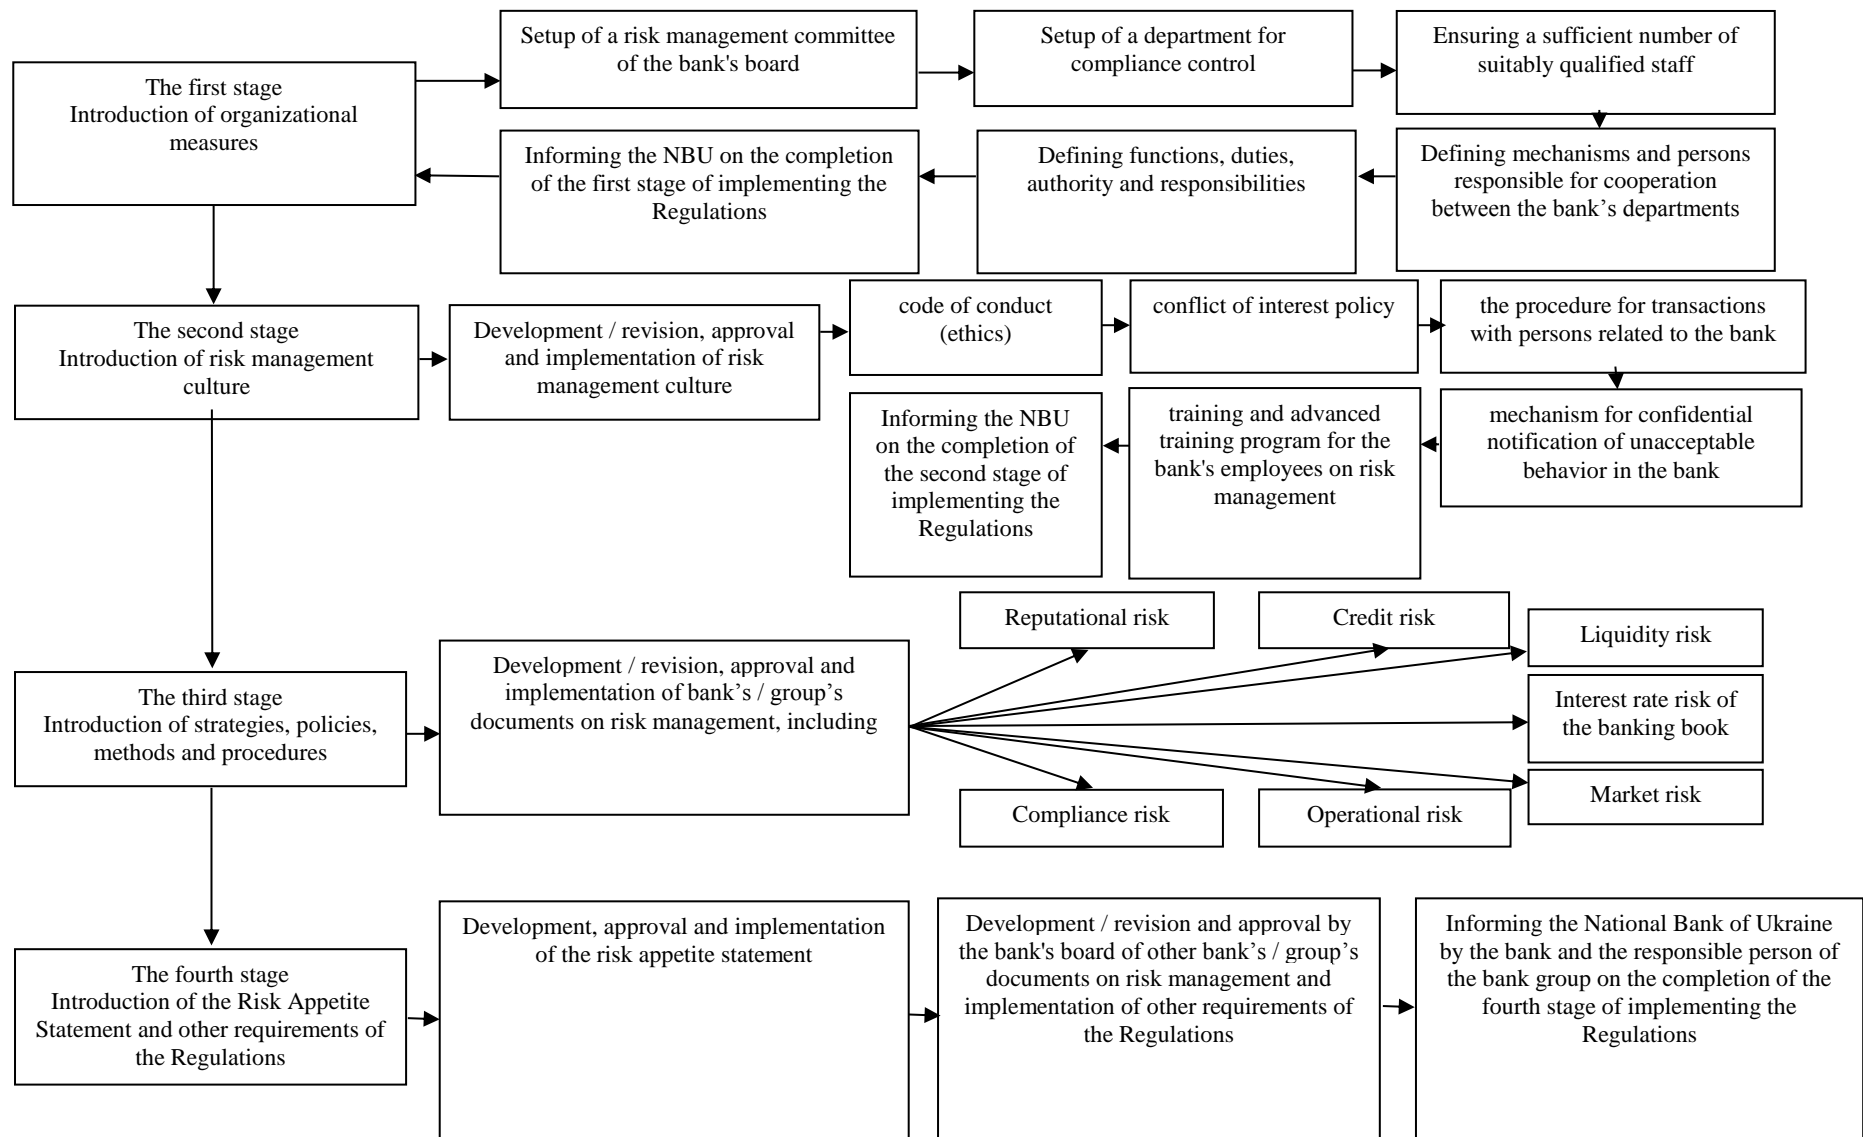 The first stage
Introduction of organizational
measures
Setup of a risk management committee
of the bank's board
Setup of a department for
compliance control
Ensuring a sufficient number of
suitably qualified staff
Defining mechanisms and persons
responsible for cooperation
between the bank’s departments
Defining functions, duties,
authority and responsibilities
Informing the NBU on the completion
of the first stage of implementing the
Regulations
The second stage
Introduction of risk management
culture
Development / revision, approval
and implementation of risk
management culture
code of conduct
(ethics)
conflict of interest policy
the procedure for transactions
with persons related to the bank
mechanism for confidential
notification of unacceptable
behavior in the bank
training and advanced
training program for the
bank's employees on risk
management
Informing the NBU
on the completion of
the second stage of
implementing the
Regulations
The third stage
Introduction of strategies, policies,
methods and procedures
Development / revision, approval and
implementation of bank’s / group’s
documents on risk management, including
Reputational risk
Credit risk
Liquidity risk
Interest rate risk of
the banking book
Market risk
Operational risk
Compliance risk
The fourth stage
Introduction of the Risk Appetite
Statement and other requirements of
the Regulations
Development, approval and implementation
of the risk appetite statement
Development / revision and approval by
the bank's board of other bank’s / group’s
documents on risk management and
implementation of other requirements of
the Regulations
Informing the National Bank of Ukraine
by the bank and the responsible person of
the bank group on the completion of the
fourth stage of implementing the
Regulations